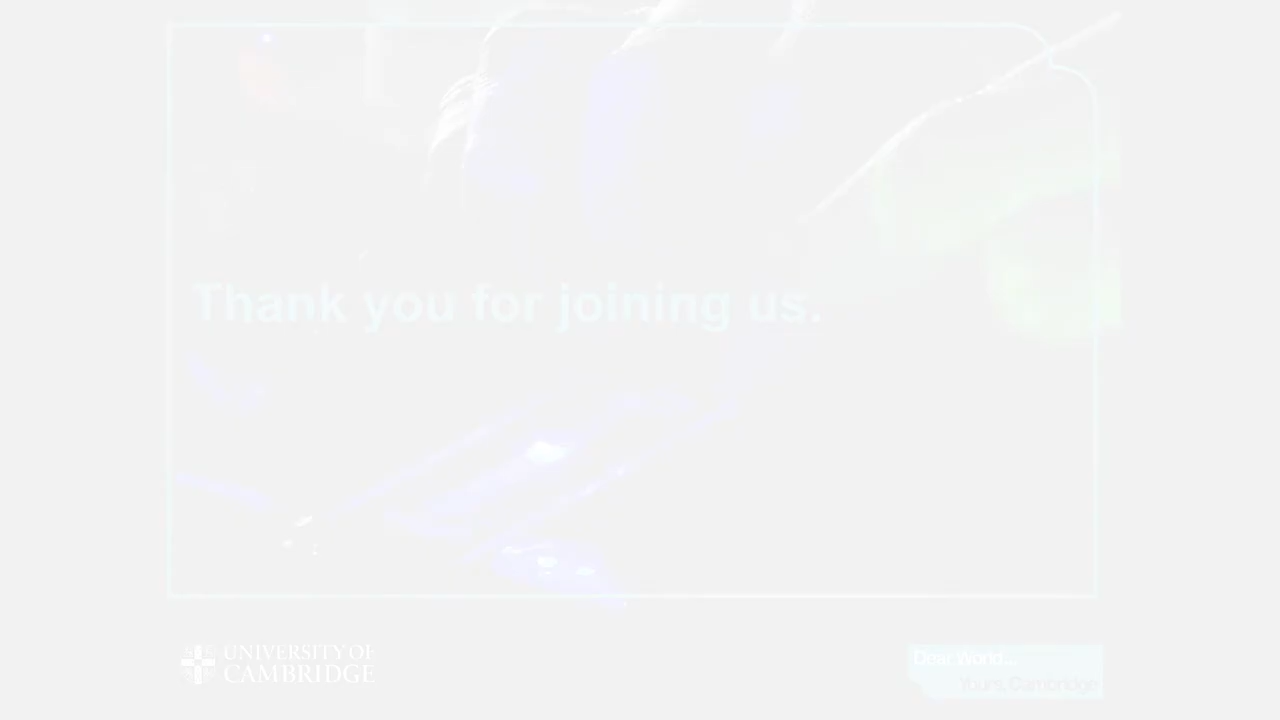 Thank you for joining us.
UNIVERSITY OF
CAMBRIDGE
Dear World...
Yours, Cambridge